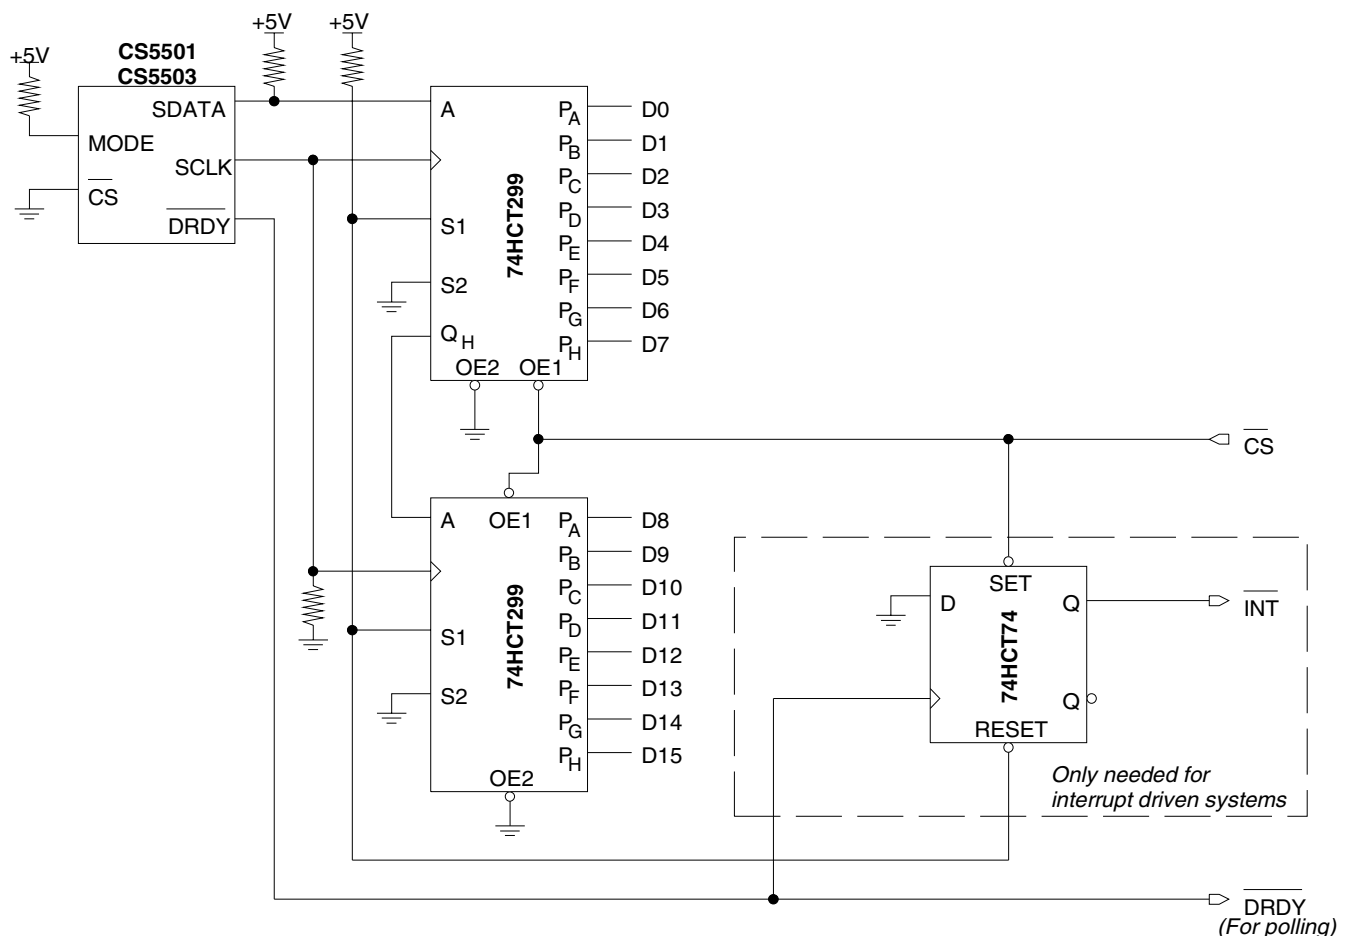 +5V
+5V
+5V
CS5501
CS5503
SDATA
MODE
SCLK
CS
DRDY
A
S1
S2
QH
74HCT299
OE2
OE1
PA
D0
PB
D1
PC
D2
PD
D3
PE
D4
PF
D5
PG
D6
PH
D7
CS
A
OE1
S1
S2
74HCT299
OE2
PA
D8
PB
D9
PC
D10
PD
D11
PE
D12
PF
D13
PG
D14
PH
D15
SET
D
Q
INT
74HCT74
Q
RESET
Only needed for
interrupt driven systems
DRDY
(For polling)